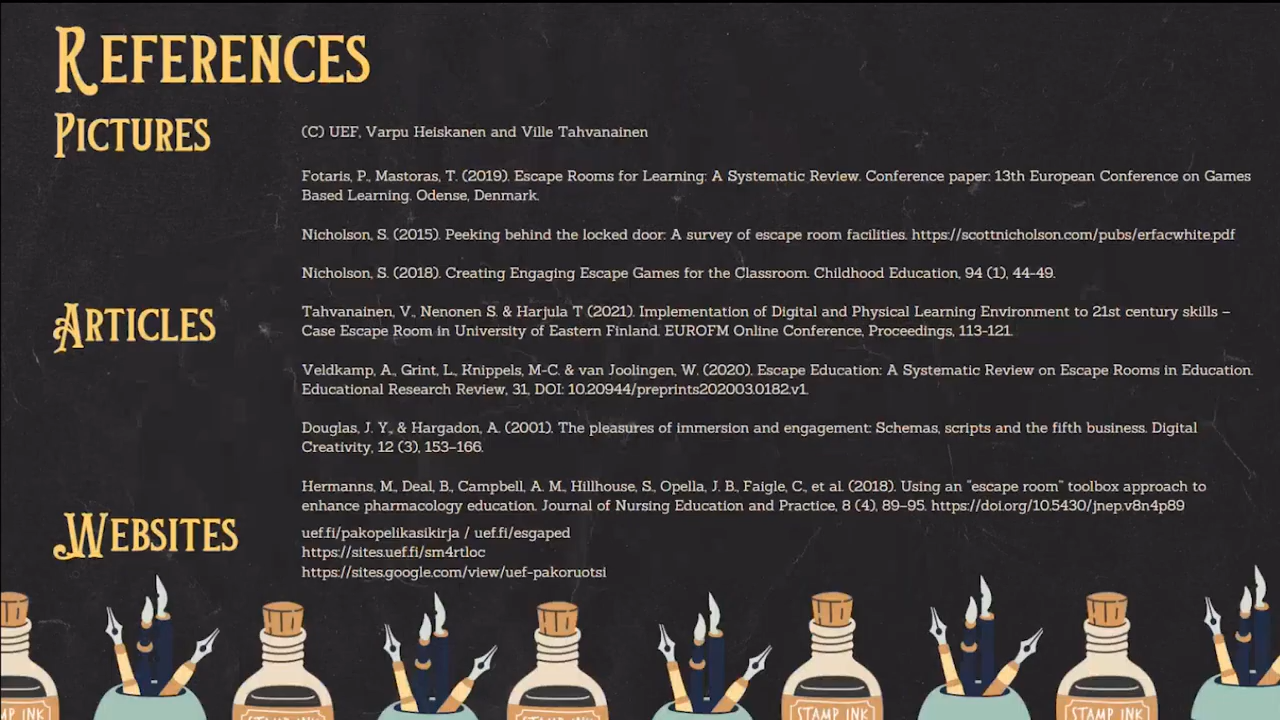 REFERENCES
PICTURES
(C) UEF, Varpu Heiskanen and Ville Tahvanainen
Fotaris, P., Mastoras, T. (2019). Escape Rooms for Learning: A Systematic Review. Conference paper: 13th European Conference on Games
Based Learning. Odense, Denmark.
Nicholson, S. (2015). Peeking behind the locked door: A survey of escape room facilities. https://scottnicholson.com/pubs/erfacwhite.pdf
Nicholson, S. (2018). Creating Engaging Escape Games for the Classroom. Childhood Education, 94 (1), 44-49.
ARTICLES
Tahvanainen, V., Nenonen S. & Harjula T (2021). Implementation of Digital and Physical Learning Environment to 21st century skills –
Case Escape Room in University of Eastern Finland. EUROFM Online Conference, Proceedings, 113-121.
Veldkamp, A., Grint, L., Knippels, M-C. & van Joolingen, W. (2020). Escape Education: A Systematic Review on Escape Rooms in Education.
Educational Research Review, 31, DOI: 10.20944/preprints202003.0182.v1.
Douglas, J. Y., & Hargadon, A. (2001). The pleasures of immersion and engagement: Schemas, scripts and the fifth business. Digital
Creativity, 12 (3), 153–166.
Hermanns, M., Deal, B., Campbell, A. M., Hillhouse, S., Opella, J. B., Faigle, C., et al. (2018). Using an “escape room” toolbox approach to
enhance pharmacology education. Journal of Nursing Education and Practice, 8 (4), 89–95. https://doi.org/10.5430/jnep.v8n4p89
WEBSITES
uef.fi/pakopelikasikirja / uef.fi/esgaped
https://sites.uef.fi/sm4rtloc
https://sites.google.com/view/uef-pakoruotsi
MP INK
STAMP INK
STAMP INK
STAMP INK
STAMP INK